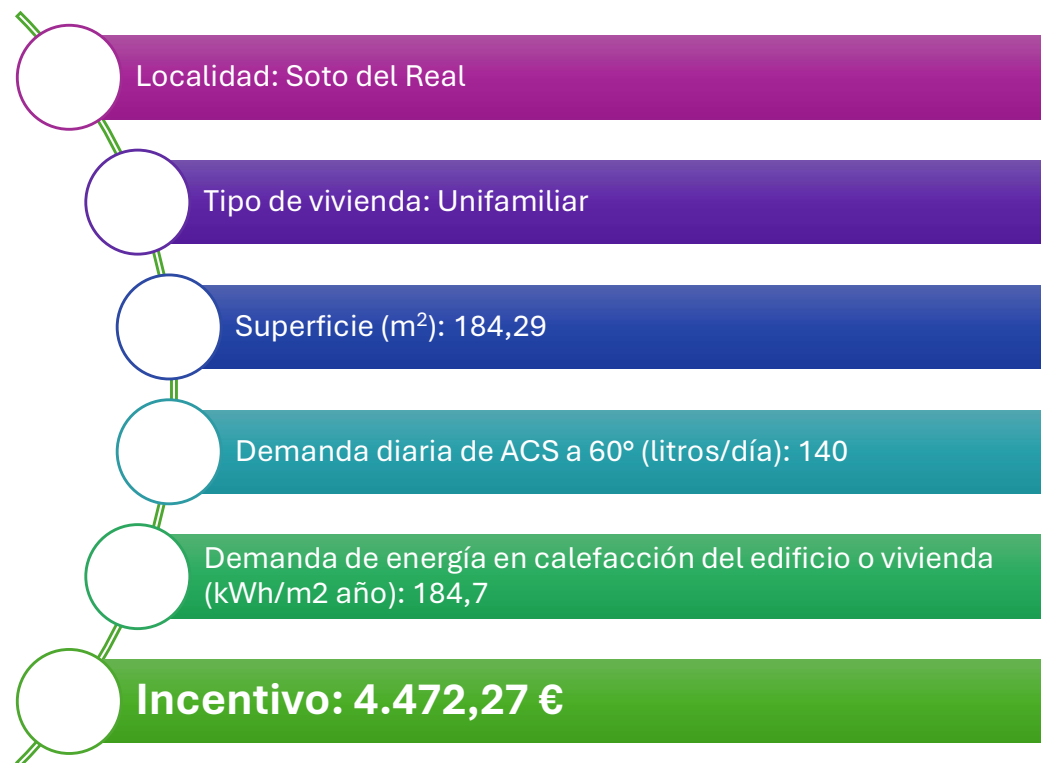 Localidad: Soto del Real
Tipo de vivienda: Unifamiliar
Superficie (m²): 184,29
Demanda diaria de ACS a 60° (litros/día): 140
Demanda de energía en calefacción del edificio o vivienda
(kWh/m2 año): 184,7
Incentivo: 4.472,27 €